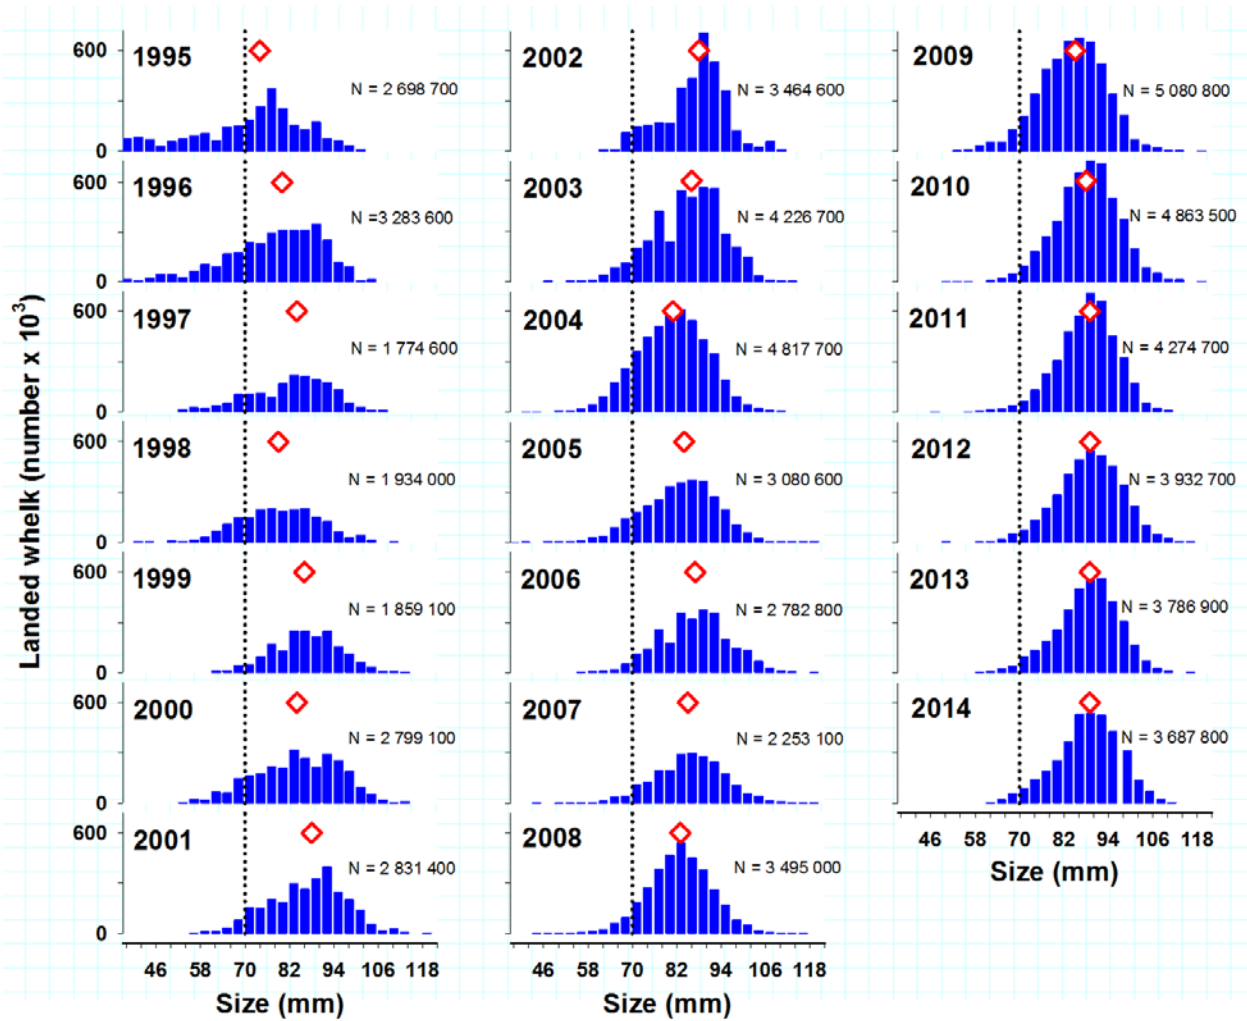 Landed whelk (number x 10³)
600
1995
N = 2 698 700
0
600
1996
N =3 283 600
0
600
1997
N = 1 774 600
0
600
1998
N = 1 934 000
0
600
1999
N = 1 859 100
0
600
2000
N = 2 799 100
0
600
2001
N = 2 831 400
0
46 58 70 82 94 106 118
Size (mm)
2002
N = 3 464 600
2003
N = 4 226 700
2004
N = 4 817 700
2005
N = 3 080 600
2006
N = 2 782 800
2007
N = 2 253 100
2008
N = 3 495 000
46 58 70 82 94 106 118
Size (mm)
2009
N = 5 080 800
2010
N = 4 863 500
2011
N = 4 274 700
2012
N = 3 932 700
2013
N = 3 786 900
2014
N = 3 687 800
46 58 70 82 94 106 118
Size (mm)